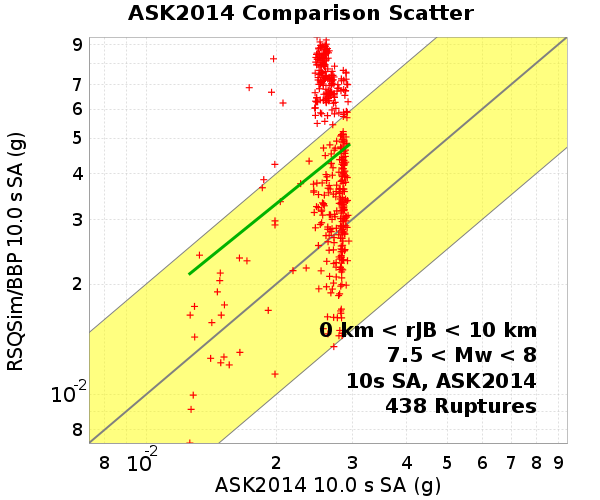 ASK2014 Comparison Scatter
RSQSim/BBP 10.0 s SA (g)
9
7
6
5
4
3
2
10-2
8
0 km < rJB < 10 km
7.5 < Mw < 8
10s SA, ASK2014
438 Ruptures
8 10-2 2 3 4 5 6 7 8 9
ASK2014 10.0 s SA (g)